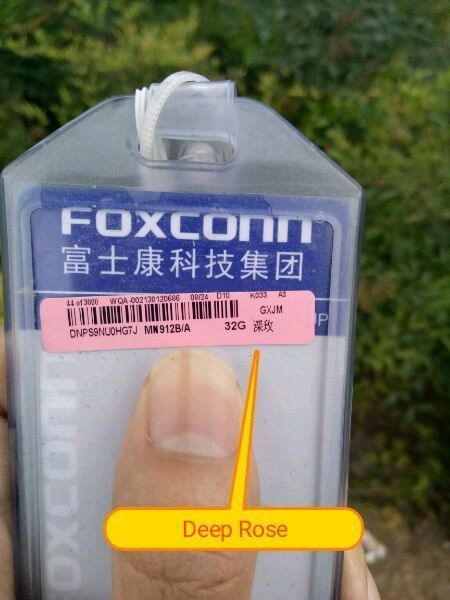 FOXCONN
富士康科技集团
44 of 3000 WQA-002130120686 08/24 D10 K033 A3
GXJM
DNPS9NU0HG7J MN912B/A 32G 深玫
FOXCONN
Deep Rose